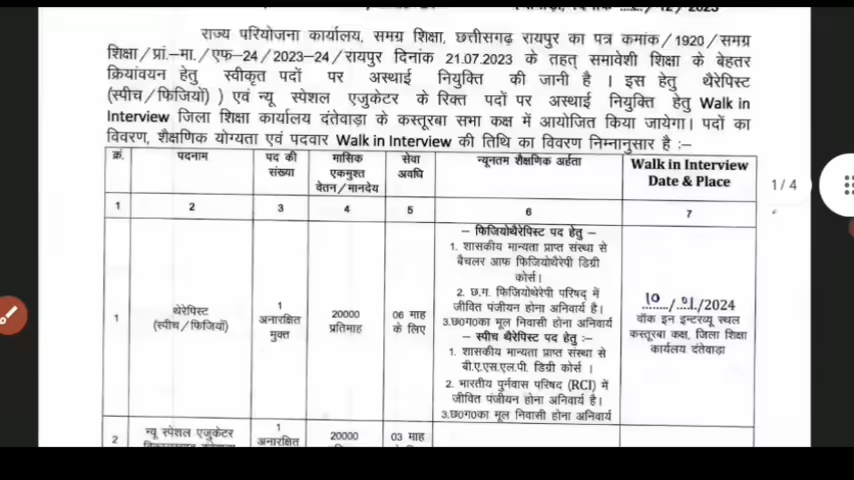 /12/2023
राज्य परियोजना कार्यालय, समग्र शिक्षा, छत्तीसगढ़ रायपुर का पत्र कमांक/1920/समग्र
शिक्षा/प्रां.-मा./एफ-24/2023-24/रायपुर दिनांक 21.07.2023 के तहत् समावेशी शिक्षा के बेहतर
क्रियांवयन हेतु स्वीकृत पदों पर अस्थाई नियुक्ति की जानी है । इस हेतु थैरेपिस्ट
(स्पीच/फिजियों) एवं न्यू स्पेशल एजुकेटर के रिक्त पदों पर अस्थाई नियुक्ति हेतु Walk in
Interview जिला शिक्षा कार्यालय दंतेवाड़ा के कस्तूरबा सभा कक्ष में आयोजित किया जायेगा। पदों का
विवरण, शैक्षणिक योग्यता एवं पदवार Walk in Interview की तिथि का विवरण निम्नानुसार है :–
क्रं.
पदनाम
पद की
संख्या
मासिक
एकमुश्त
वेतन/मानदेय
सेवा
अवधि
न्यूनतम शैक्षणिक अर्हता
Walk in Interview
Date & Place
1
2
3
4
5
6
7
1
थेरेपिस्ट
(स्पीच/फिजियों)
1
अनारक्षित
मुक्त
20000
प्रतिमाह
06 माह
के लिए
– फिजियोथैरेपिस्ट पद हेतु –
1. शासकीय मान्यता प्राप्त संस्था से
बैचलर आफ फिजियोथैरेपी डिग्री
कोर्स।
2. छ.ग. फिजियोथेरपी परिषद् में
जीवित पंजीयन होना अनिवार्य है।
3.छ0ग0का मूल निवासी होना अनिवार्य
– स्पीच थैरेपिस्ट पद हेतु :–
1. शासकीय मान्यता प्राप्त संस्था से
बी.ए.एस.एल.पी. डिग्री कोर्स ।
2. भारतीय पुर्नवास परिषद (RCI) में
जीवित पंजीयन होना अनिवार्य है।
3.छ0ग0का मूल निवासी होना अनिवार्य
10/01/2024
वॉक इन इन्टरव्यू स्थल
कस्तूरबा कक्ष, जिला शिक्षा
कार्यालय दंतेवाड़ा
2
न्यू स्पेशल एजुकेटर
1
अनारक्षित
20000
03 माह
1/4